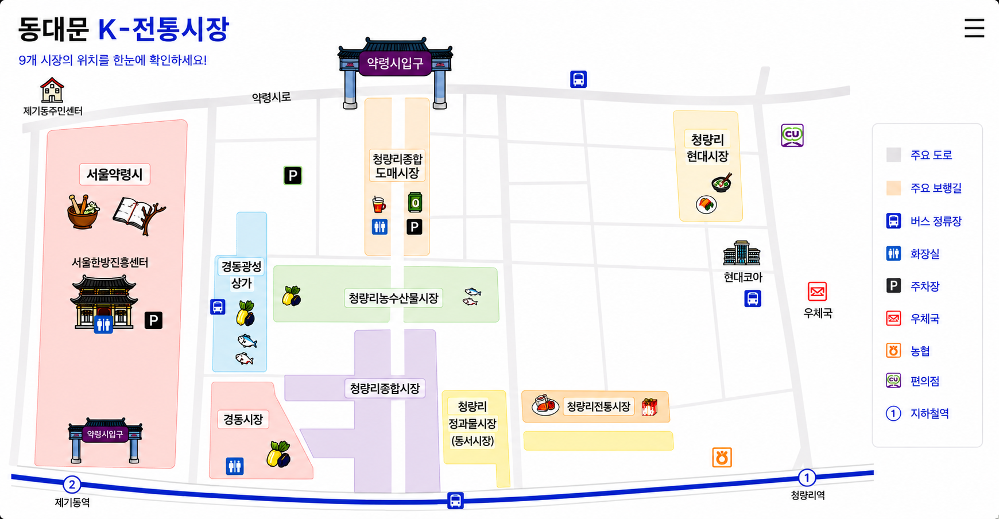 동대문 K-전통시장
9개 시장의 위치를 한눈에 확인하세요!
제기동주민센터
약령시로
약령시입구
서울약령시
서울한방진흥센터
P
약령시입구
P
청량리종합
도매시장
P
경동광성
상가
청량리농수산물시장
청량리종합시장
경동시장
청량리
정과물시장
(동서시장)
청량리전통시장
청량리
현대시장
CU
현대코아
우체국
2
제기동역
1
청량리역
주요 도로
주요 보행길
버스 정류장
화장실
P 주차장
우체국
농협
CU 편의점
1 지하철역